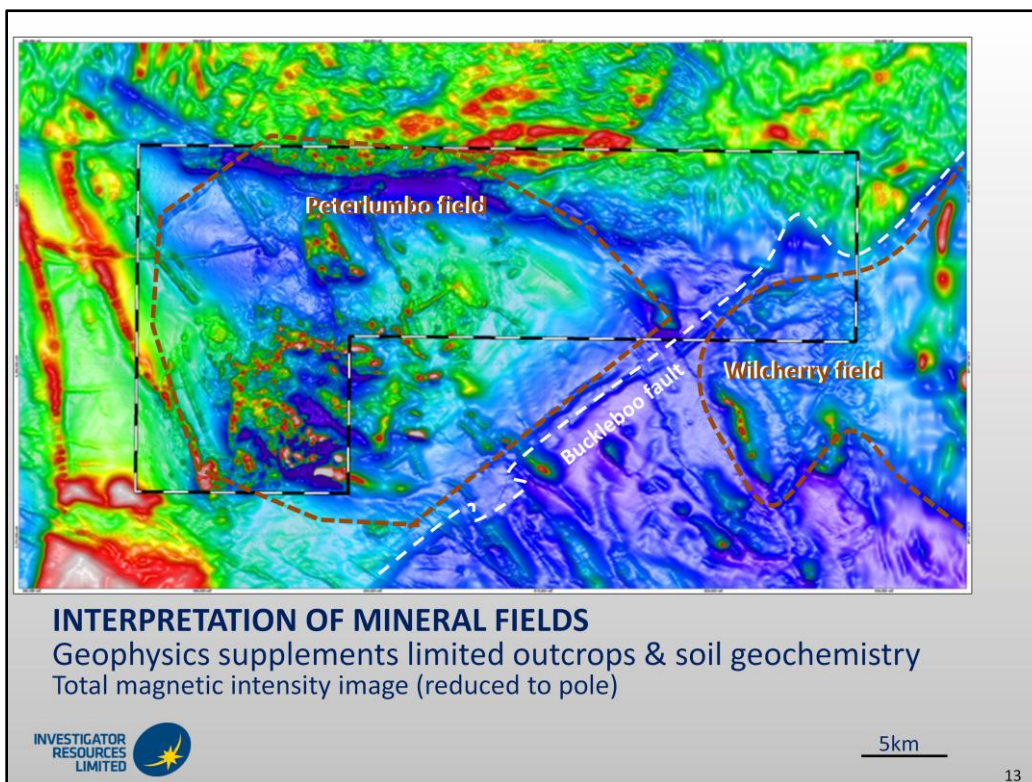 Peterlumbo field
Wilcherry field
Buckleboo fault
INTERPRETATION OF MINERAL FIELDS
Geophysics supplements limited outcrops & soil geochemistry
Total magnetic intensity image (reduced to pole)
INVESTIGATOR
RESOURCES
LIMITED
5km
13